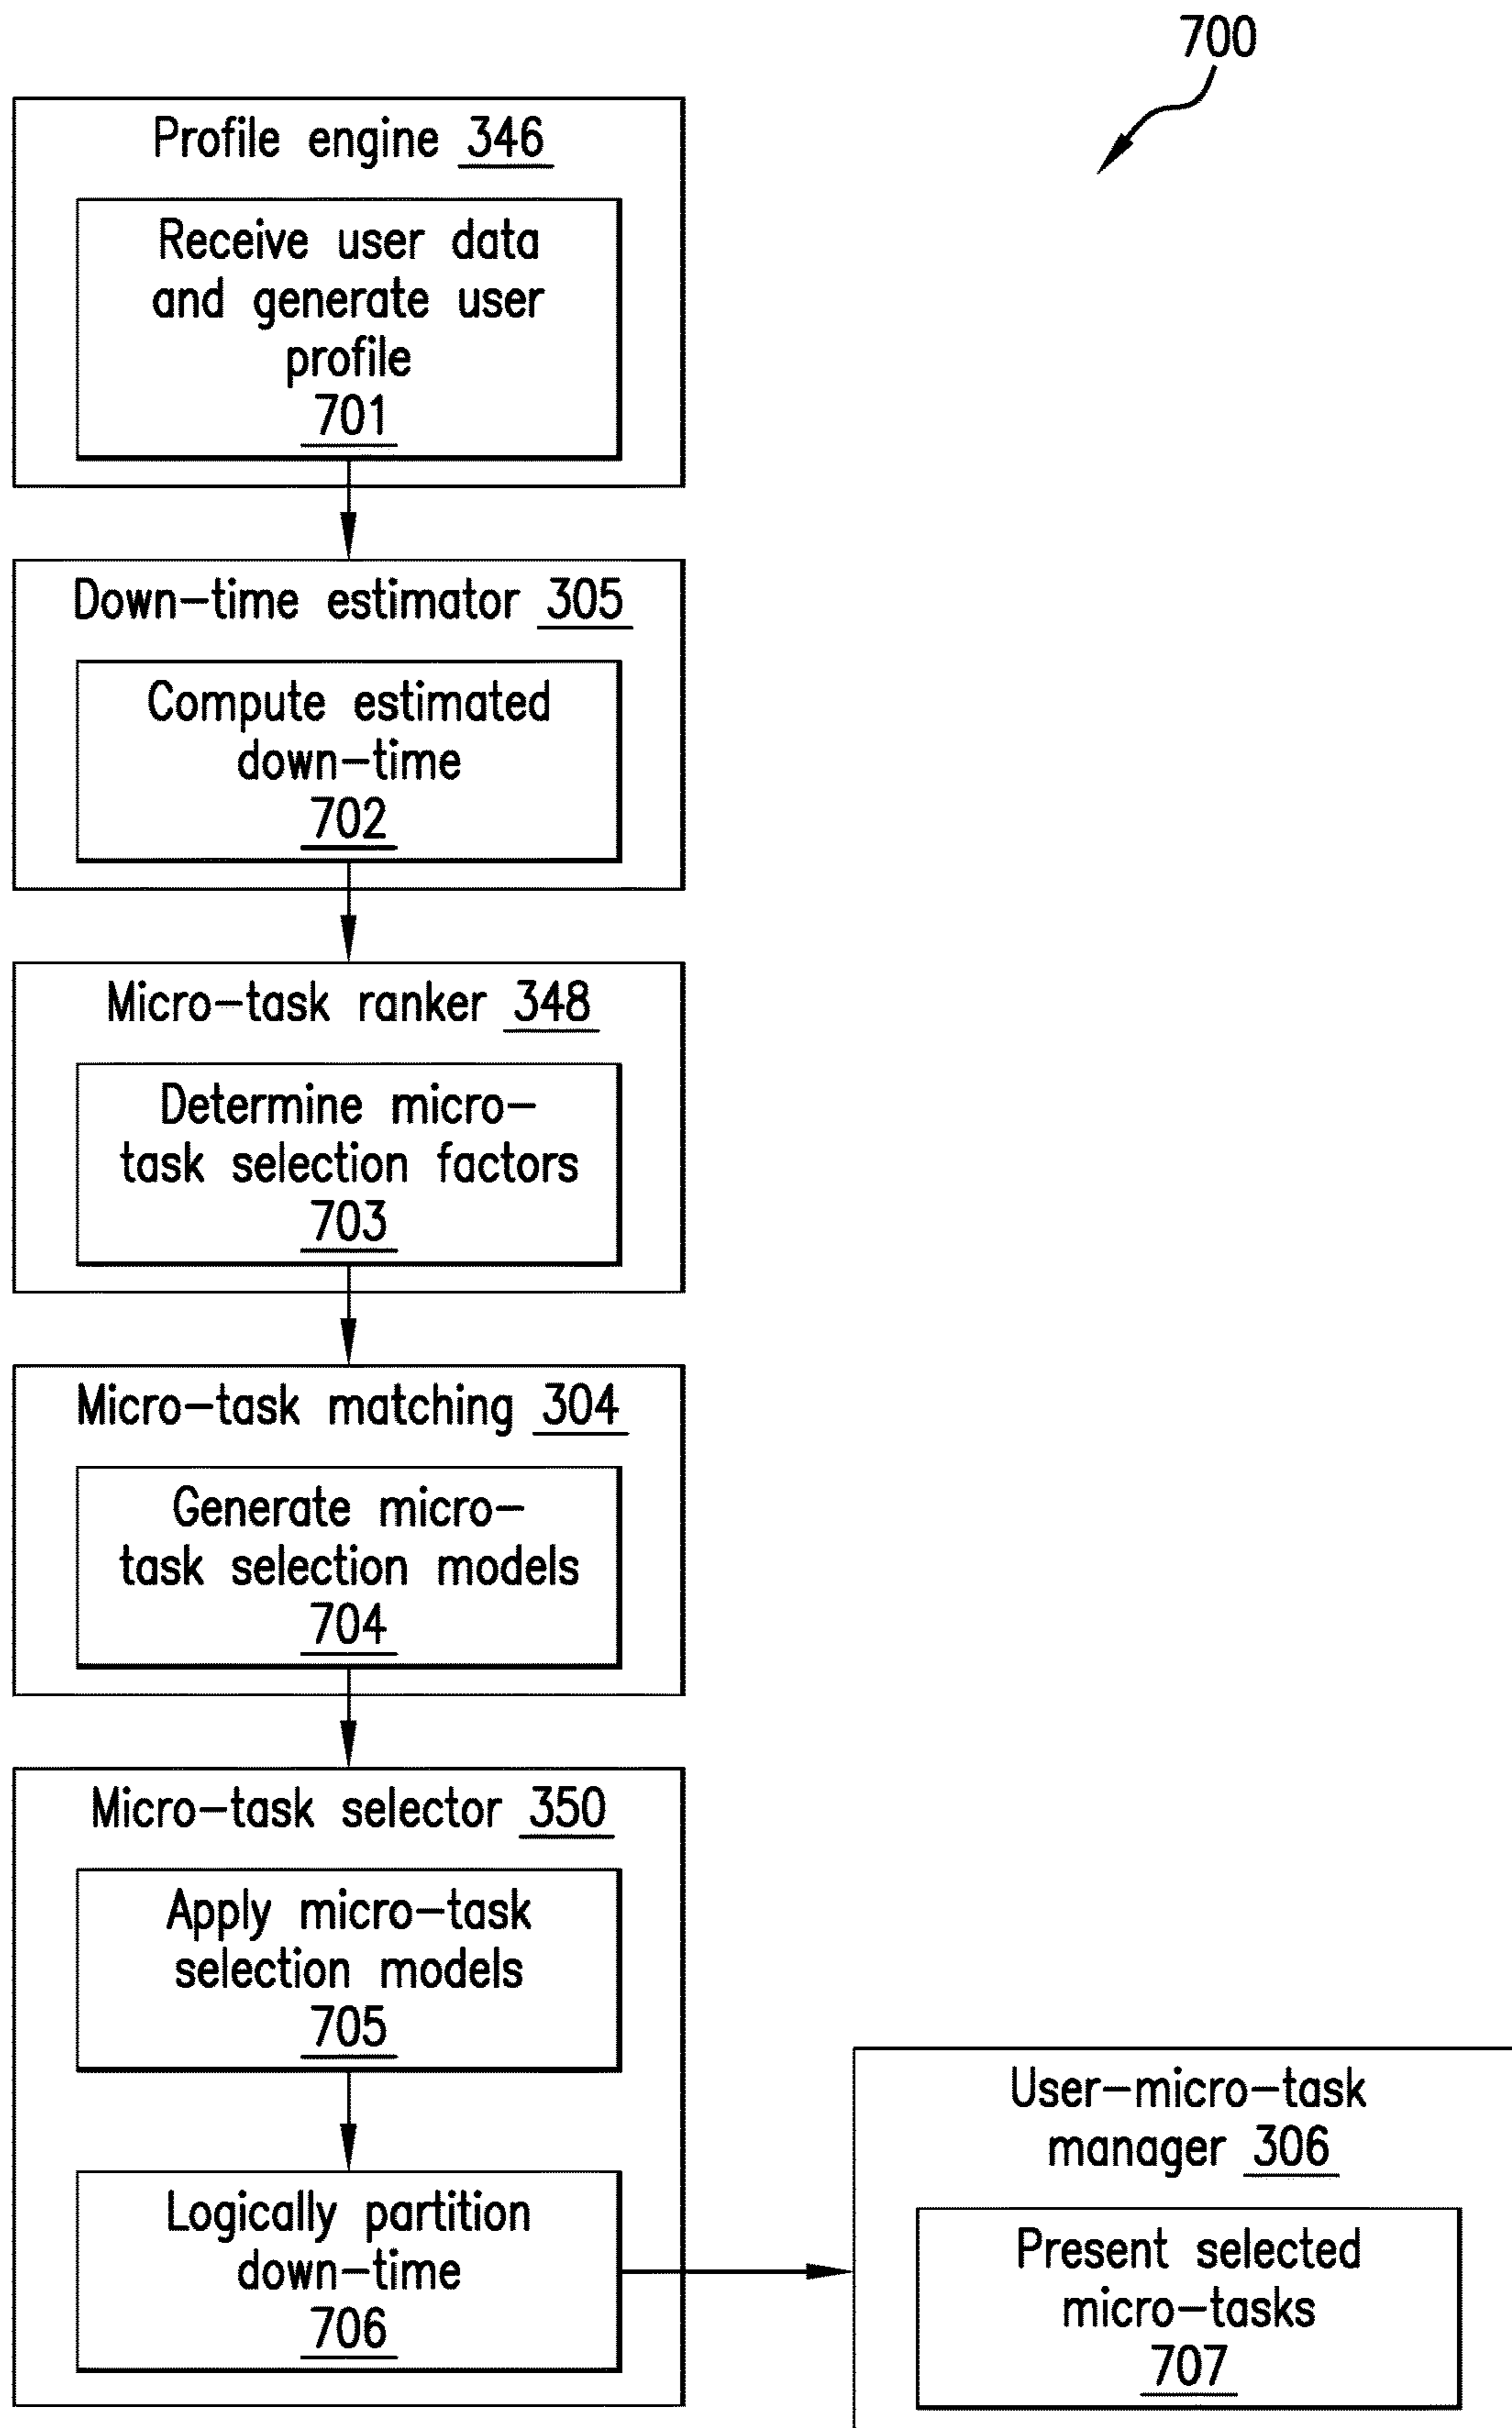 700
Profile engine 346
Receive user data
and generate user
profile
701
Down-time estimator 305
Compute estimated
down-time
702
Micro-task ranker 348
Determine micro-
task selection factors
703
Micro-task matching 304
Generate micro-
task selection models
704
Micro-task selector 350
Apply micro-task
selection models
705
Logically partition
down-time
706
User-micro-task
manager 306
Present selected
micro-tasks
707